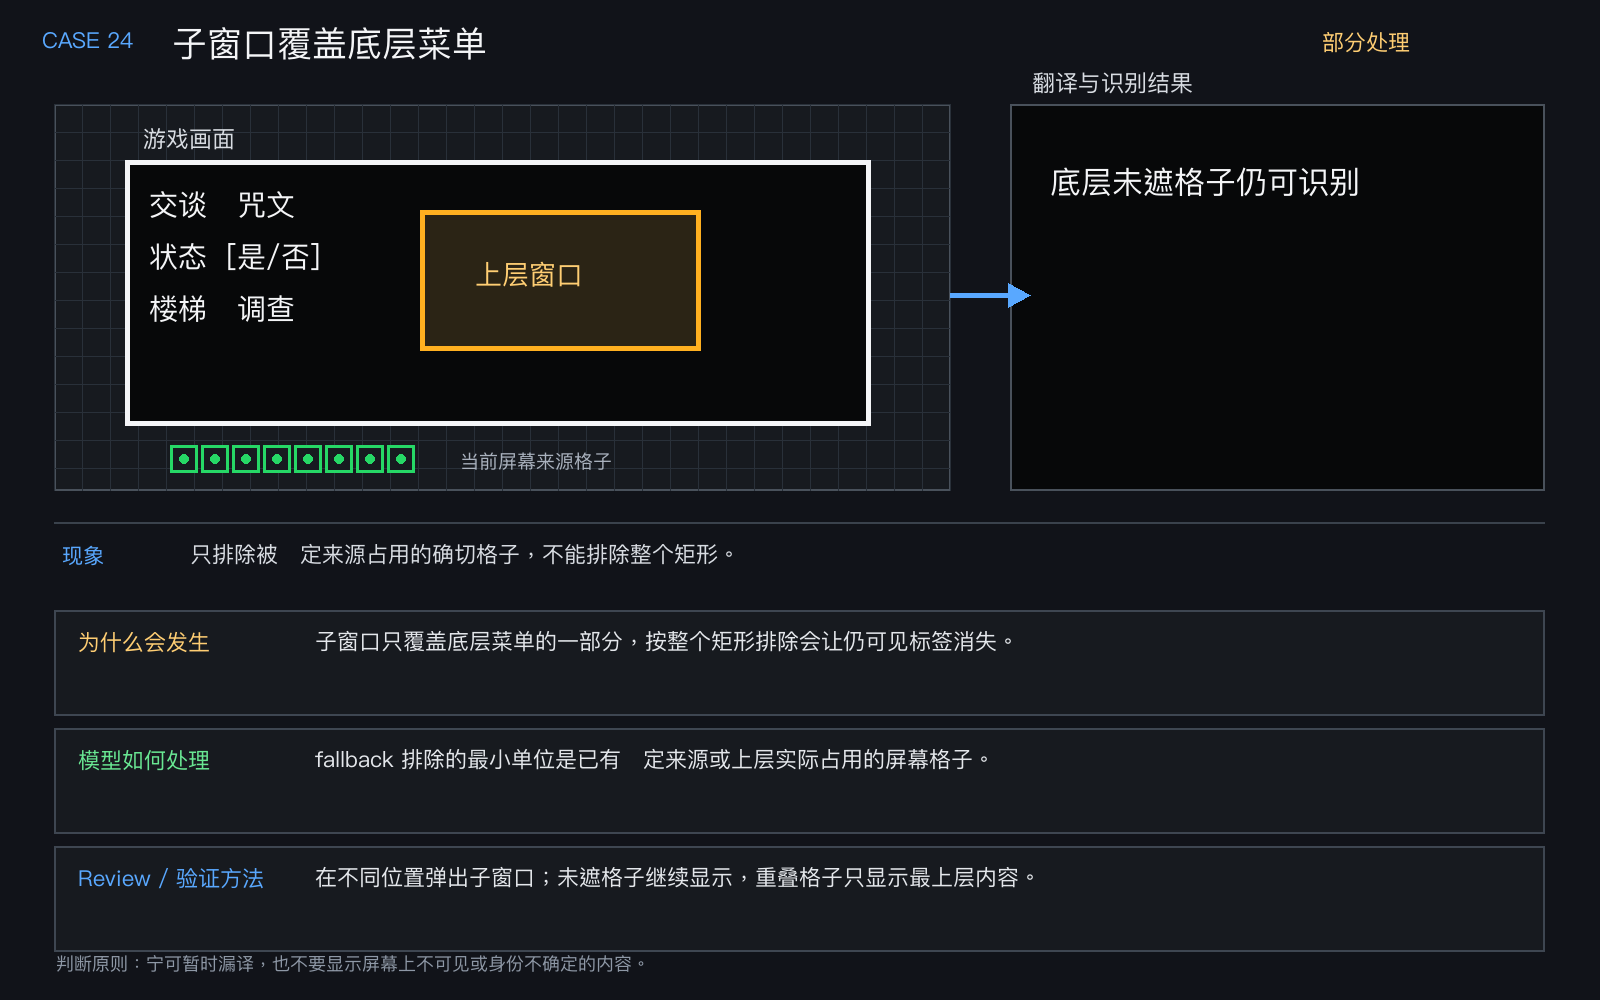 CASE 24 子窗口覆盖底层菜单
部分处理
翻译与识别结果
游戏画面
交谈 咒文
状态 [是/否]
楼梯 调查
上层窗口
底层未遮格子仍可识别
当前屏幕来源格子
现象 只排除被 定来源占用的确切格子，不能排除整个矩形。
为什么会发生 子窗口只覆盖底层菜单的一部分，按整个矩形排除会让仍可见标签消失。
模型如何处理 fallback 排除的最小单位是已有 定来源或上层实际占用的屏幕格子。
Review / 验证方法 在不同位置弹出子窗口；未遮格子继续显示，重叠格子只显示最上层内容。
判断原则：宁可暂时漏译，也不要显示屏幕上不可见或身份不确定的内容。